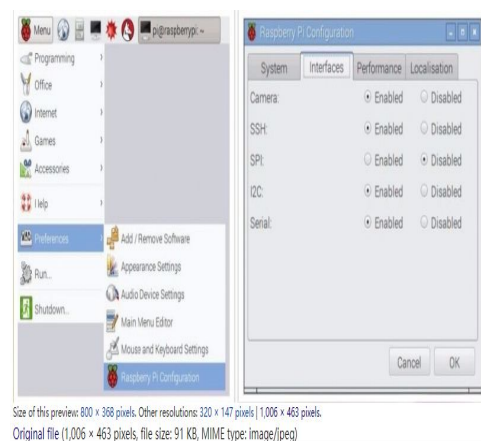 Menu
pi@raspberrypi: ~
Programming
Office
Internet
Games
Accessories
Help
Preferences
Run...
Shutdown...
Add / Remove Software
Appearance Settings
Audio Device Settings
Main Menu Editor
Mouse and Keyboard Settings
Raspberry Pi Configuration
Raspberry Pi Configuration
System Interfaces Performance Localisation
Camera: Enabled Disabled
SSH: Enabled Disabled
SPI: Enabled Disabled
I2C: Enabled Disabled
Serial: Enabled Disabled
Cancel OK
Size of this preview: 800 × 368 pixels. Other resolutions: 320 × 147 pixels | 1,006 × 463 pixels.
Original file (1,006 × 463 pixels, file size: 91 KB, MIME type: image/jpeg)